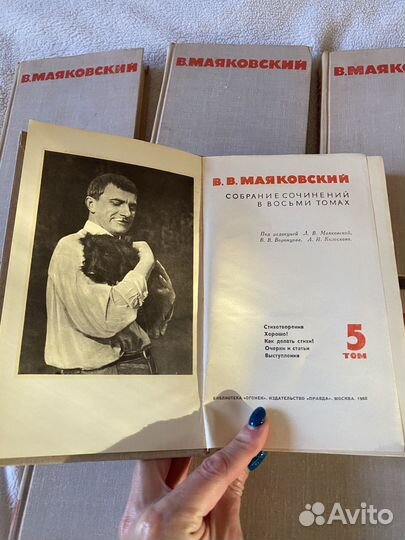 В.МАЯКОВСКИЙ
В.МАЯКОВСКИЙ
В.МАЯКОВСКИЙ
В. В. МАЯКОВСКИЙ
СОБРАНИЕ СОЧИНЕНИЙ
В ВОСЬМИ ТОМАХ
Под редакцией Л. В. Маяковской,
В. В. Воронцова, А. И. Колоскова.
Стихотворения
Хорошо!
Как делать стихи?
Очерки и статьи
Выступления
5
ТОМ
БИБЛИОТЕКА «ОГОНЕК». ИЗДАТЕЛЬСТВО «ПРАВДА». МОСКВА. 1968
Avito